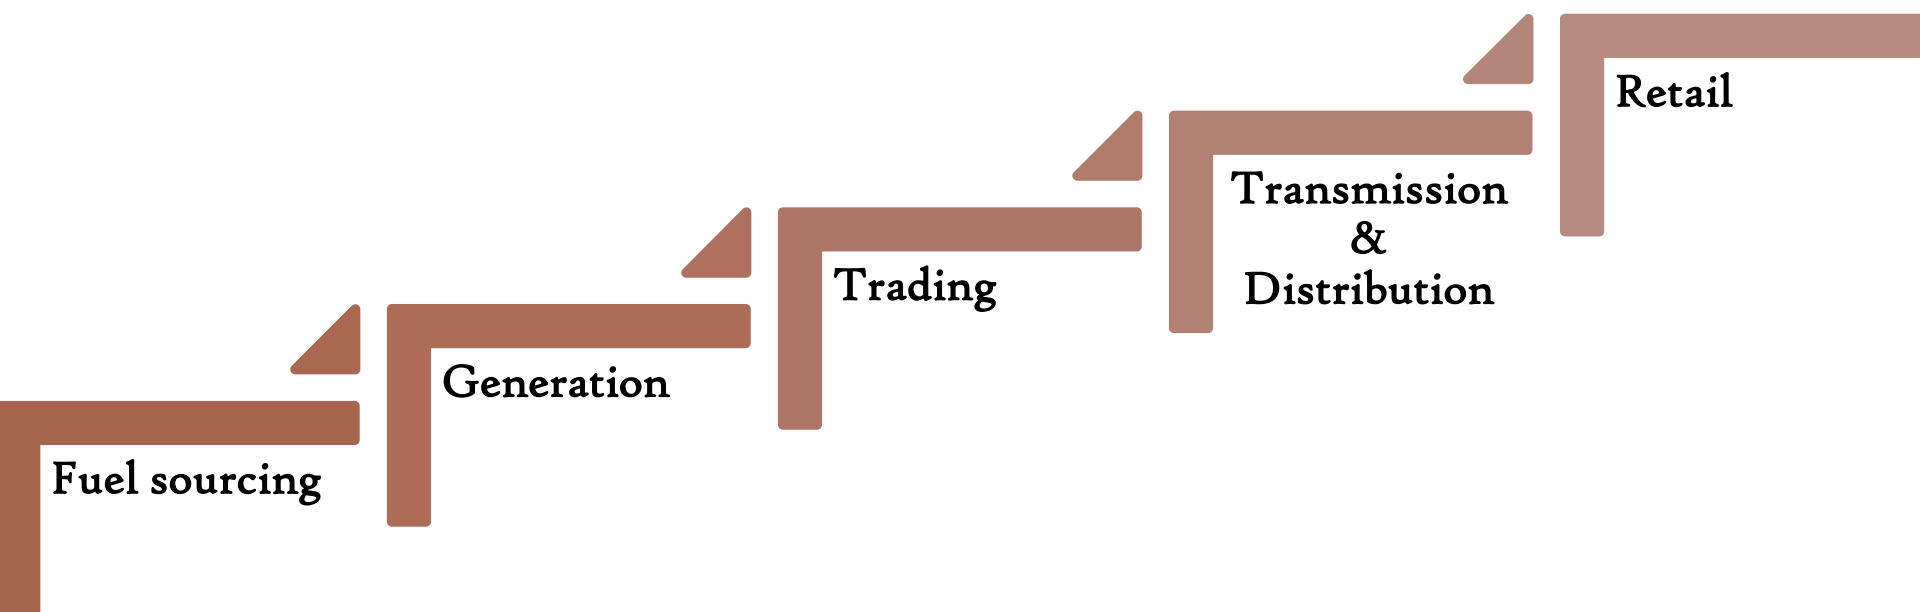 Fuel sourcing
Generation
Trading
Transmission
&
Distribution
Retail